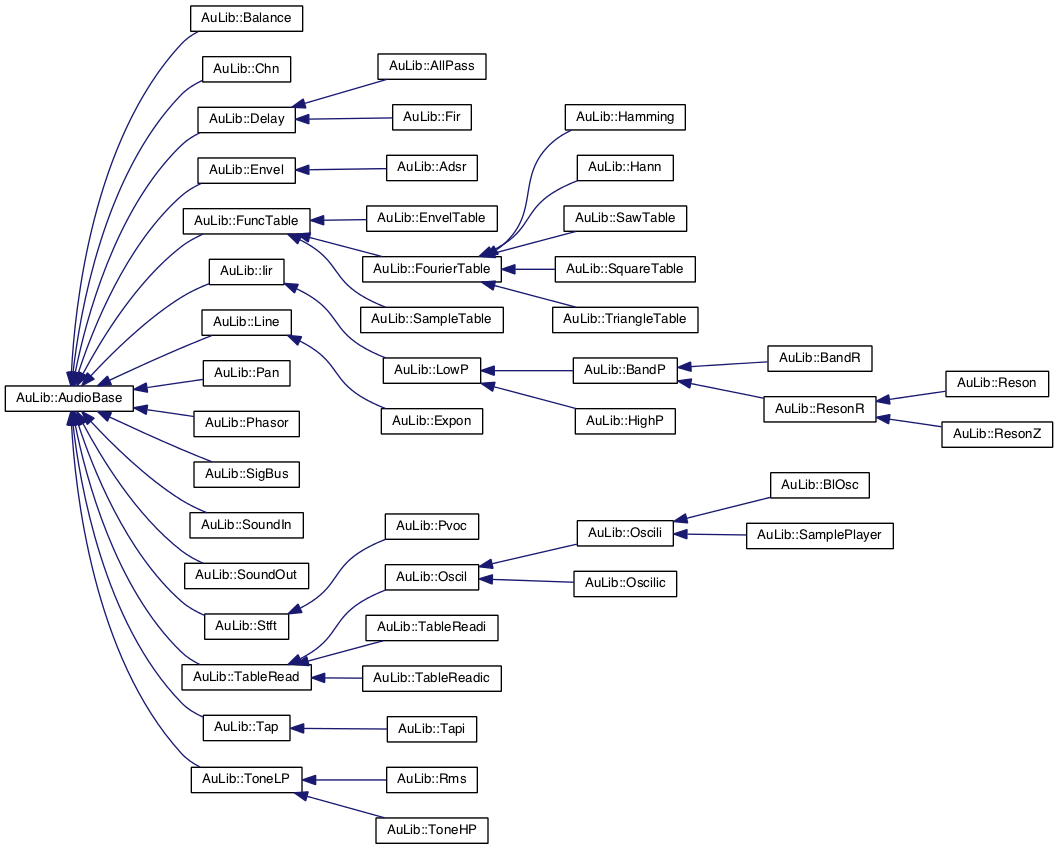 AuLib::Balance
AuLib::Chn
AuLib::AllPass
AuLib::Delay
AuLib::Fir
AuLib::Hamming
AuLib::Envel
AuLib::Adsr
AuLib::Hann
AuLib::FuncTable
AuLib::EnvelTable
AuLib::SawTable
AuLib::Iir
AuLib::FourierTable
AuLib::SquareTable
AuLib::Line
AuLib::SampleTable
AuLib::TriangleTable
AuLib::Pan
AuLib::LowP
AuLib::BandP
AuLib::BandR
AuLib::AudioBase
AuLib::Reson
AuLib::Phasor
AuLib::Expon
AuLib::HighP
AuLib::ResonR
AuLib::ResonZ
AuLib::SigBus
AuLib::BlOsc
AuLib::SoundIn
AuLib::Pvoc
AuLib::Oscili
AuLib::SamplePlayer
AuLib::SoundOut
AuLib::Oscil
AuLib::Oscilic
AuLib::Stft
AuLib::TableReadi
AuLib::TableRead
AuLib::TableReadic
AuLib::Tap
AuLib::Tapi
AuLib::ToneLP
AuLib::Rms
AuLib::ToneHP